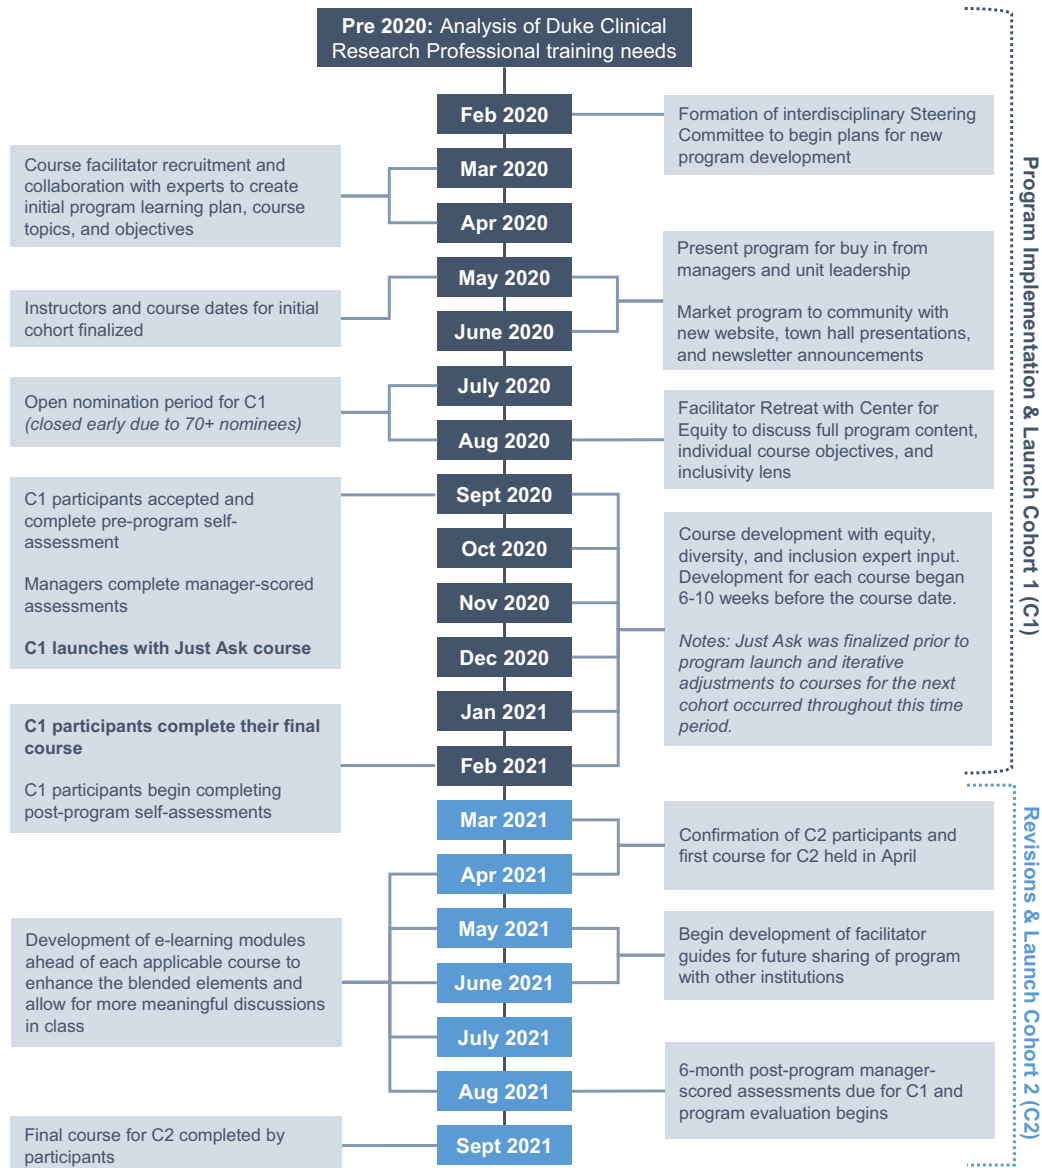 Pre 2020: Analysis of Duke Clinical
Research Professional training needs
Feb 2020
Formation of interdisciplinary Steering
Committee to begin plans for new
program development
Course facilitator recruitment and
collaboration with experts to create
initial program learning plan, course
topics, and objectives
Mar 2020
Apr 2020
May 2020
Present program for buy in from
managers and unit leadership
Market program to community with
new website, town hall presentations,
and newsletter announcements
Instructors and course dates for initial
cohort finalized
June 2020
July 2020
Open nomination period for C1
(closed early due to 70+ nominees)
Aug 2020
Facilitator Retreat with Center for
Equity to discuss full program content,
individual course objectives, and
inclusivity lens
Sept 2020
C1 participants accepted and
complete pre-program self-
assessment
Managers complete manager-scored
assessments
C1 launches with Just Ask course
Oct 2020
Nov 2020
Dec 2020
Jan 2021
Course development with equity,
diversity, and inclusion expert input.
Development for each course began
6-10 weeks before the course date.
Notes: Just Ask was finalized prior to
program launch and iterative
adjustments to courses for the next
cohort occurred throughout this time
period.
C1 participants complete their final
course
C1 participants begin completing
post-program self-assessments
Feb 2021
Program Implementation & Launch Cohort 1 (C1)
Mar 2021
Confirmation of C2 participants and
first course for C2 held in April
Apr 2021
May 2021
Begin development of facilitator
guides for future sharing of program
with other institutions
Development of e-learning modules
ahead of each applicable course to
enhance the blended elements and
allow for more meaningful discussions
in class
June 2021
July 2021
Aug 2021
6-month post-program manager-
scored assessments due for C1 and
program evaluation begins
Final course for C2 completed by
participants
Sept 2021
Revisions & Launch Cohort 2 (C2)